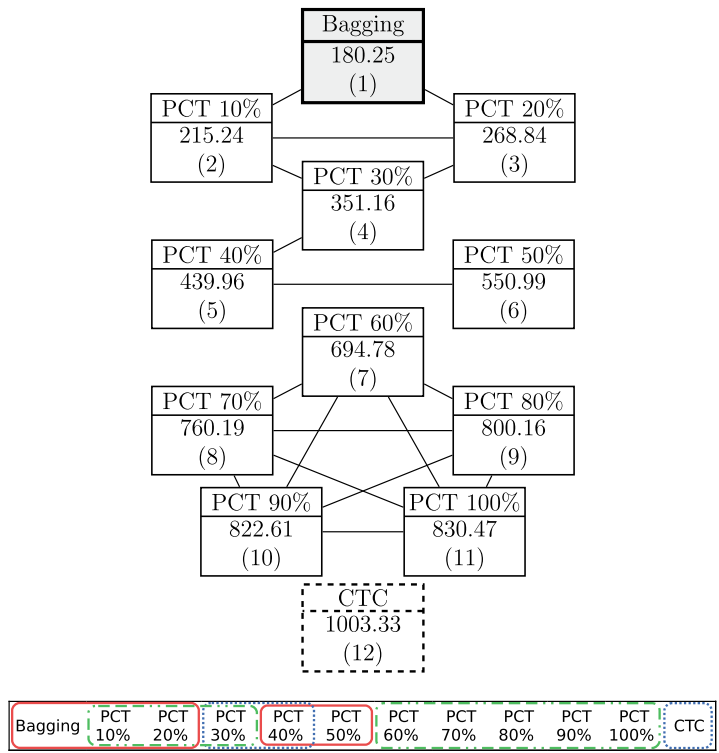 Bagging
180.25
(1)
PCT 10%
215.24
(2)
PCT 20%
268.84
(3)
PCT 30%
351.16
(4)
PCT 40%
439.96
(5)
PCT 50%
550.99
(6)
PCT 60%
694.78
(7)
PCT 70%
760.19
(8)
PCT 80%
800.16
(9)
PCT 90%
822.61
(10)
PCT 100%
830.47
(11)
CTC
1003.33
(12)
Bagging PCT 10% PCT 20% PCT 30% PCT 40% PCT 50% PCT 60% PCT 70% PCT 80% PCT 90% PCT 100% CTC